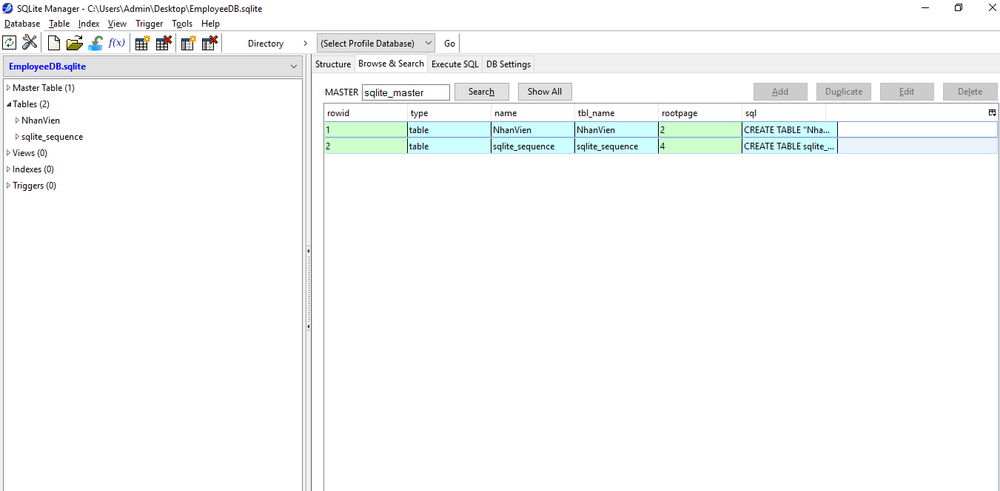 SQLite Manager - C:\Users\Admin\Desktop\EmployeeDB.sqlite
Database Table Index View Trigger Tools Help
f(x) Directory (Select Profile Database) Go
EmployeeDB.sqlite
Master Table (1)
Tables (2)
NhanVien
sqlite_sequence
Views (0)
Indexes (0)
Triggers (0)
Structure Browse & Search Execute SQL DB Settings
MASTER sqlite_master Search Show All Add Duplicate Edit Delete
rowid type name tbl_name rootpage sql
1 table NhanVien NhanVien 2 CREATE TABLE "Nha...
2 table sqlite_sequence sqlite_sequence 4 CREATE TABLE sqlite_...